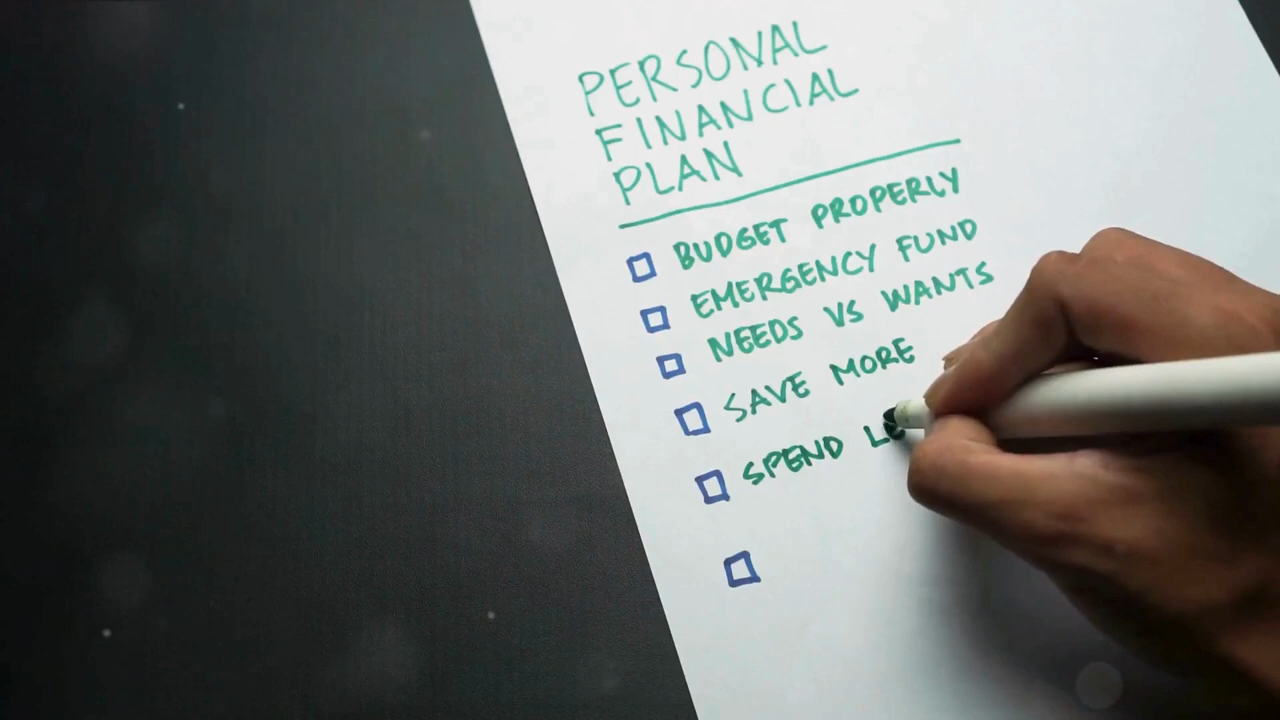 PERSONAL
FINANCIAL
PLAN
BUDGET PROPERLY
EMERGENCY FUND
NEEDS VS WANTS
SAVE MORE
SPEND